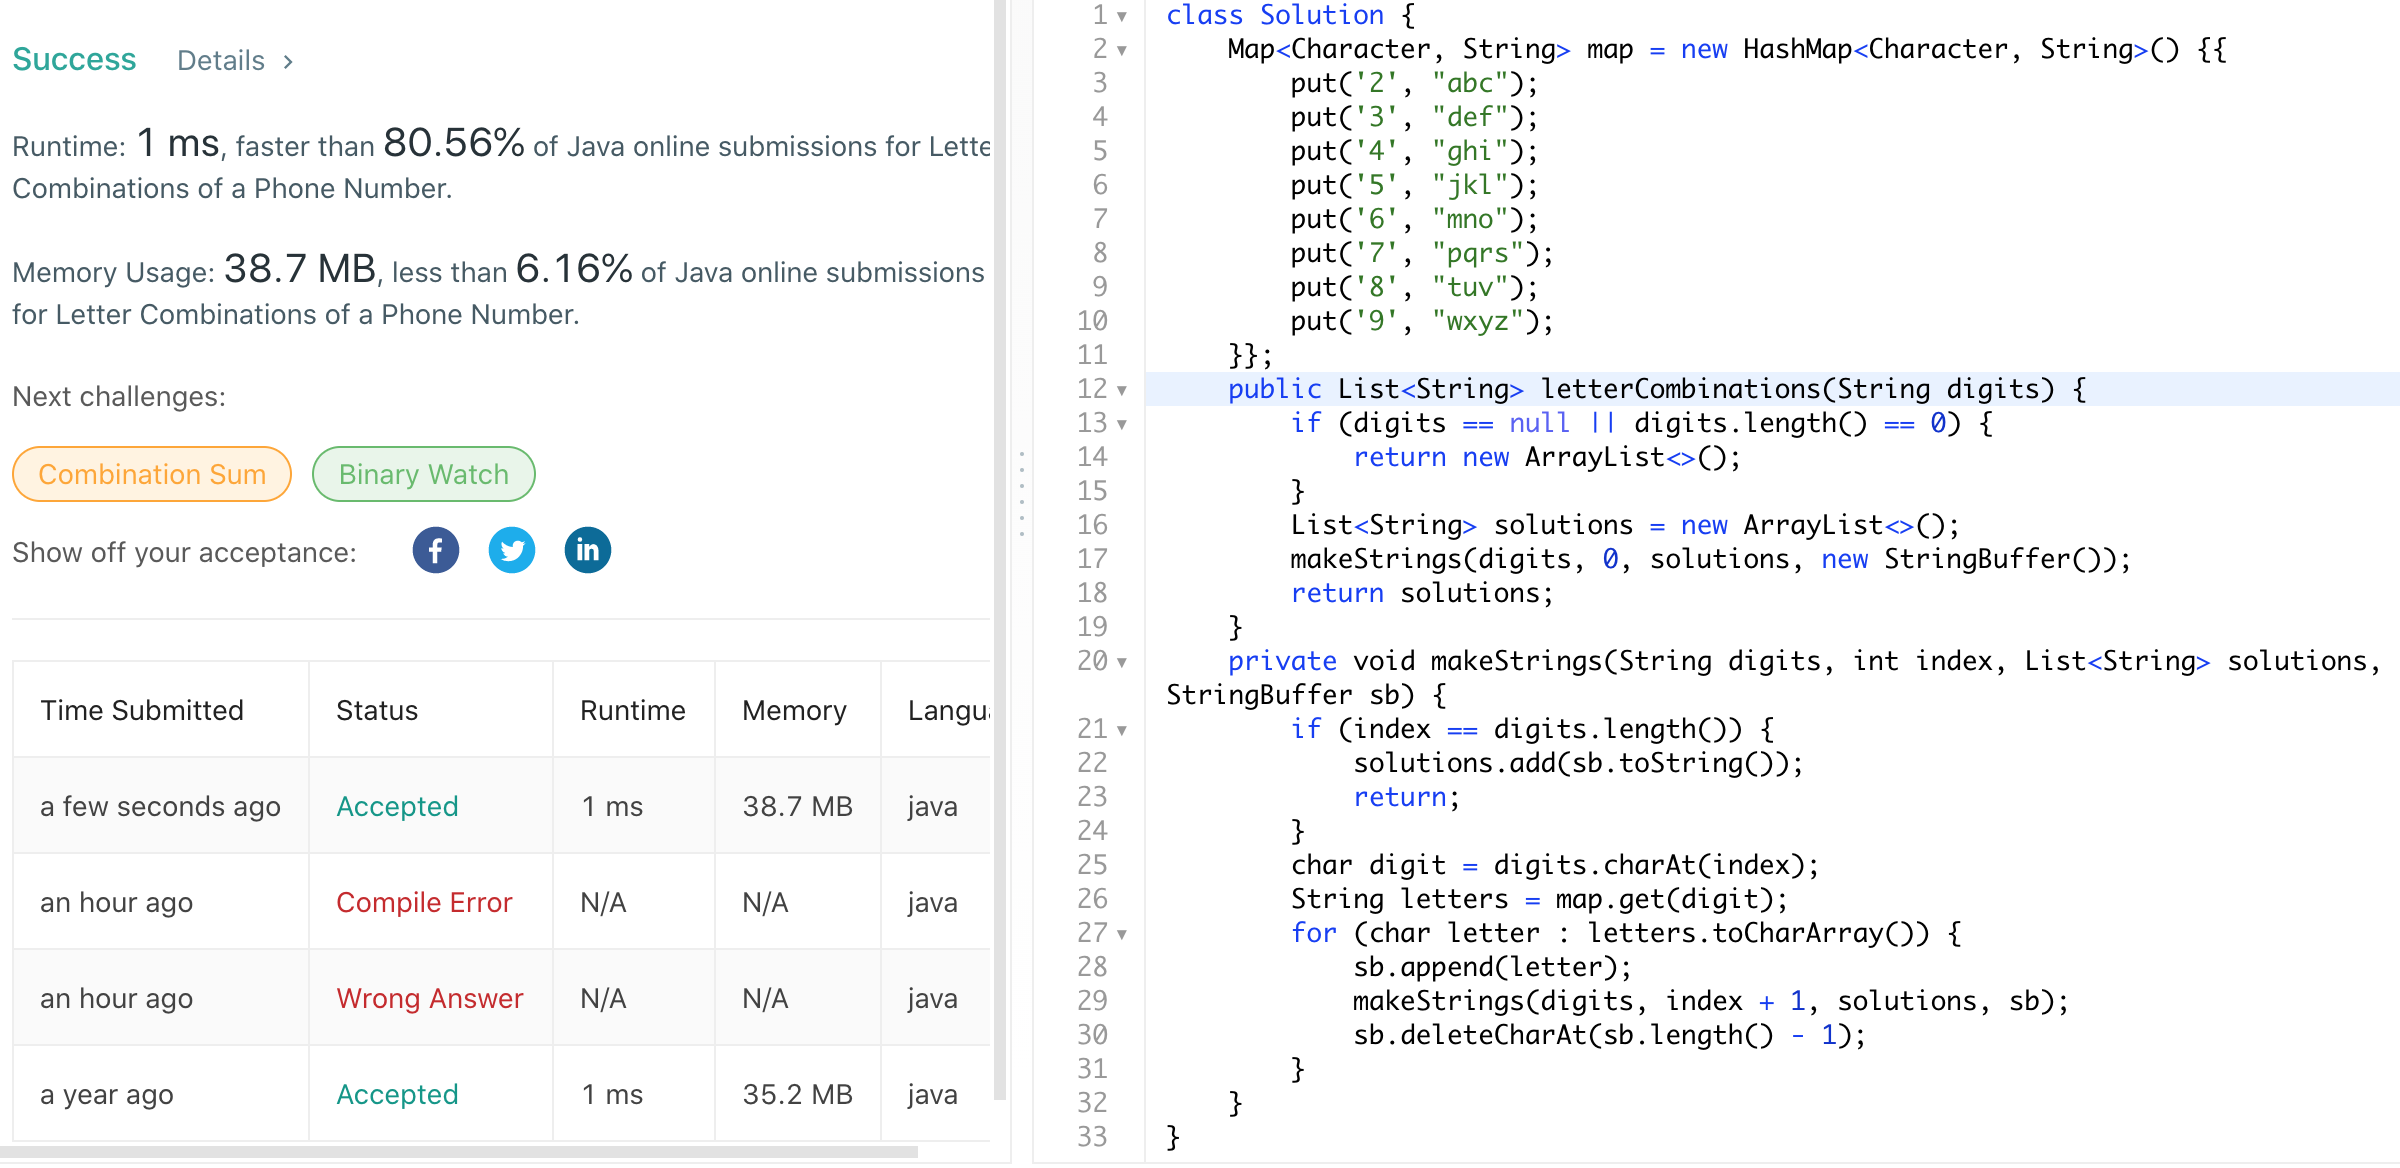 Success Details >
Runtime: 1 ms, faster than 80.56% of Java online submissions for Lette
Combinations of a Phone Number.
Memory Usage: 38.7 MB, less than 6.16% of Java online submissions
for Letter Combinations of a Phone Number.
Next challenges:
Combination Sum Binary Watch
Show off your acceptance: f in
Time Submitted Status Runtime Memory Langu
a few seconds ago Accepted 1 ms 38.7 MB java
an hour ago Compile Error N/A N/A java
an hour ago Wrong Answer N/A N/A java
a year ago Accepted 1 ms 35.2 MB java
1 class Solution {
2     Map<Character, String> map = new HashMap<Character, String>() {{
3         put('2', "abc");
4         put('3', "def");
5         put('4', "ghi");
6         put('5', "jkl");
7         put('6', "mno");
8         put('7', "pqrs");
9         put('8', "tuv");
10         put('9', "wxyz");
11     }};
12     public List<String> letterCombinations(String digits) {
13         if (digits == null || digits.length() == 0) {
14             return new ArrayList<>();
15         }
16         List<String> solutions = new ArrayList<>();
17         makeStrings(digits, 0, solutions, new StringBuffer());
18         return solutions;
19     }
20     private void makeStrings(String digits, int index, List<String> solutions,
StringBuffer sb) {
21         if (index == digits.length()) {
22             solutions.add(sb.toString());
23             return;
24         }
25         char digit = digits.charAt(index);
26         String letters = map.get(digit);
27         for (char letter : letters.toCharArray()) {
28             sb.append(letter);
29             makeStrings(digits, index + 1, solutions, sb);
30             sb.deleteCharAt(sb.length() - 1);
31         }
32     }
33 }